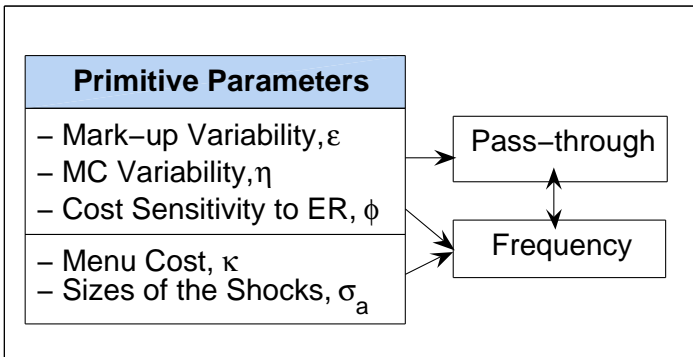 Primitive Parameters
– Mark–up Variability, ε
– MC Variability, η
– Cost Sensitivity to ER, ϕ
– Menu Cost, κ
– Sizes of the Shocks, σa
Pass–through
Frequency